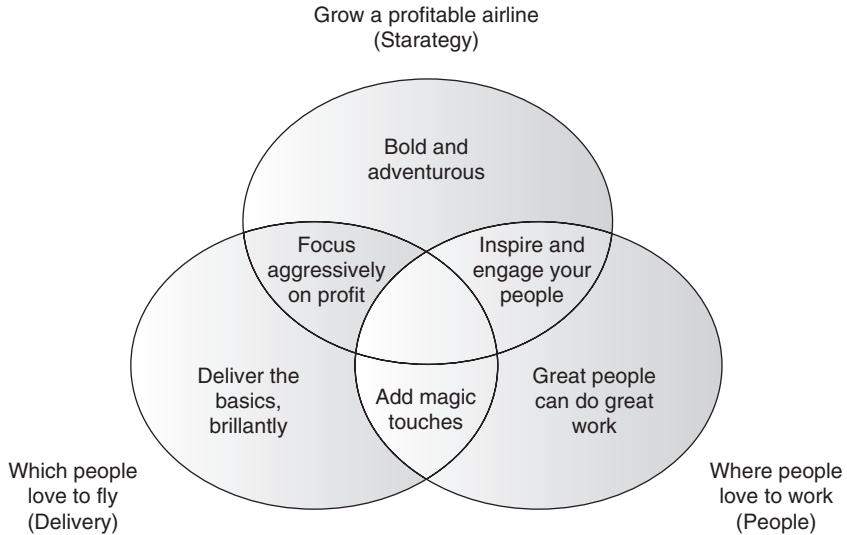 Grow a profitable airline
(Starategy)
Bold and
adventurous
Focus
aggressively
on profit
Inspire and
engage your
people
Deliver the
basics,
brillantly
Add magic
touches
Great people
can do great
work
Which people
love to fly
(Delivery)
Where people
love to work
(People)